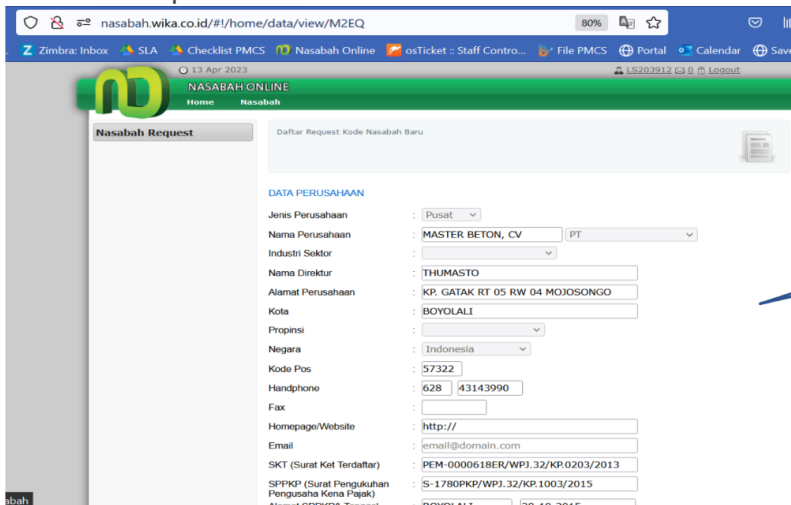 nasabah.wika.co.id/#!/home/data/view/M2EQ 80%
Zimbra: Inbox SLA Checklist PMCS Nasabah Online osTicket :: Staff Contro... File PMCS Portal Calendar Save
13 Apr 2023 LS203912 0 Logout
NASABAH ONLINE
Home Nasabah
Nasabah Request
Daftar Request Kode Nasabah Baru
DATA PERUSAHAAN
Jenis Perusahaan : Pusat
Nama Perusahaan : MASTER BETON, CV PT
Industri Sektor :
Nama Direktur : THUMASTO
Alamat Perusahaan : KP. GATAK RT 05 RW 04 MOJOSONGO
Kota : BOYOLALI
Propinsi :
Negara : Indonesia
Kode Pos : 57322
Handphone : 628 43143990
Fax :
Homepage/Website : http://
Email : email@domain.com
SKT (Surat Ket Terdaftar) : PEM-0000618ER/WPJ.32/KP.0203/2013
SPPKP (Surat Pengukuhan : S-1780PKP/WPJ.32/KP.1003/2015
Pengusaha Kena Pajak)
abah